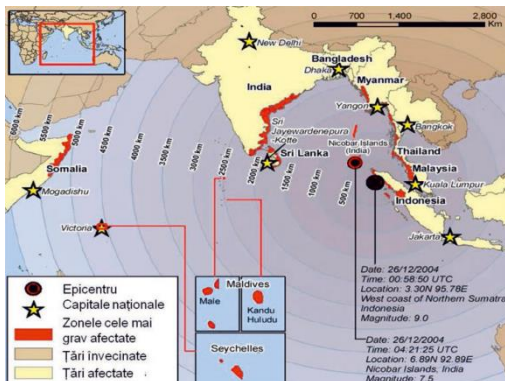 0
700
1,400
2,800
Km
New Delhi
Bangladesh
Dhaka
Myanmar
India
Yangon
Sri
Jayewardenepura
-Kotte
Nicobar Islands
(India)
Bangkok
Thailand
Sri Lanka
Malaysia
Kuala Lumpur
Indonesia
Jakarta
6000 km
5500 km
5000 km
4500 km
4000 km
3500 km
3000 km
2500 km
2000 km
1500 km
1000 km
500 km
Somalia
Mogadishu
Victoria
Maldives
Male
Kandu
Huludu
Seychelles
Epicentru
Capitale naționale
Zonele cele mai
grav afectate
Țări învecinate
Țări afectate
Date: 26/12/2004
Time: 00:58:50 UTC
Location: 3.30N 95.78E
West coast of Northern Sumatra
Indonesia
Magnitude: 9.0
Date: 26/12/2004
Time: 04:21:25 UTC
Location: 6.89N 92.89E
Nicobar Islands, India
Magnitude: 7.5